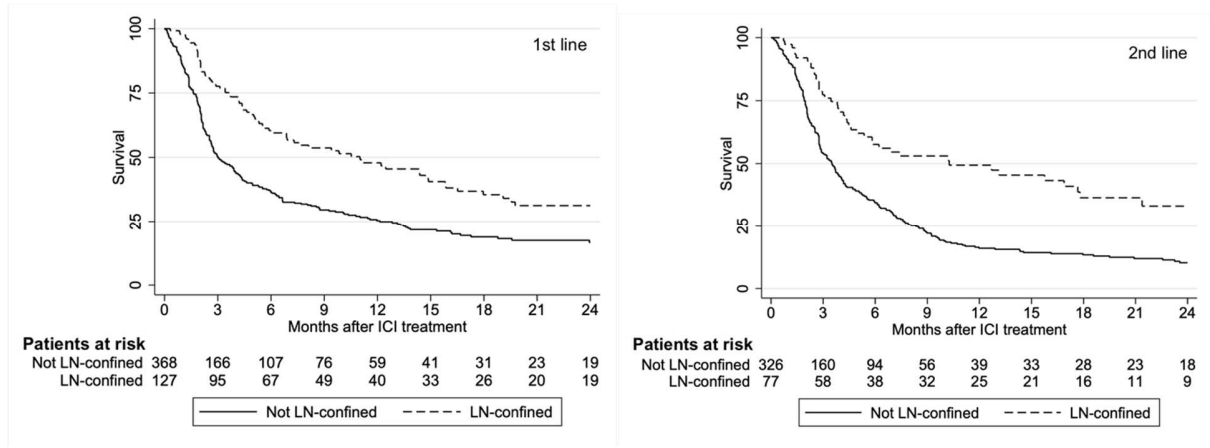 1st line
Survival
100
75
50
25
0
0 3 6 9 12 15 18 21 24
Months after ICI treatment
Patients at risk
Not LN-confined 368 166 107 76 59 41 31 23 19
LN-confined 127 95 67 49 40 33 26 20 19
Not LN-confined LN-confined
2nd line
Survival
100
75
50
25
0
0 3 6 9 12 15 18 21 24
Months after ICI treatment
Patients at risk
Not LN-confined 326 160 94 56 39 33 28 23 18
LN-confined 77 58 38 32 25 21 16 11 9
Not LN-confined LN-confined